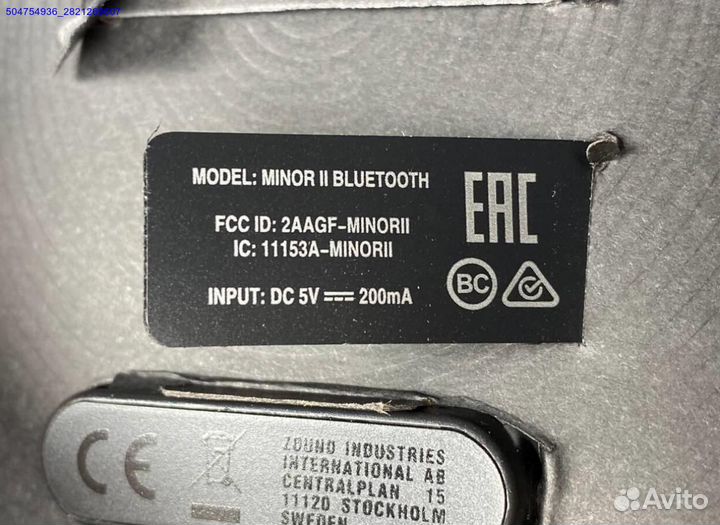 MODEL: MINOR II BLUETOOTH
FCC ID: 2AAGF-MINORII
IC: 11153A-MINORII
INPUT: DC 5V ⎓ 200mA
EAC
BC
CE
ZOUND INDUSTRIES
INTERNATIONAL AB
CENTRALPLAN 15
11120 STOCKHOLM
SWEDEN
Avito